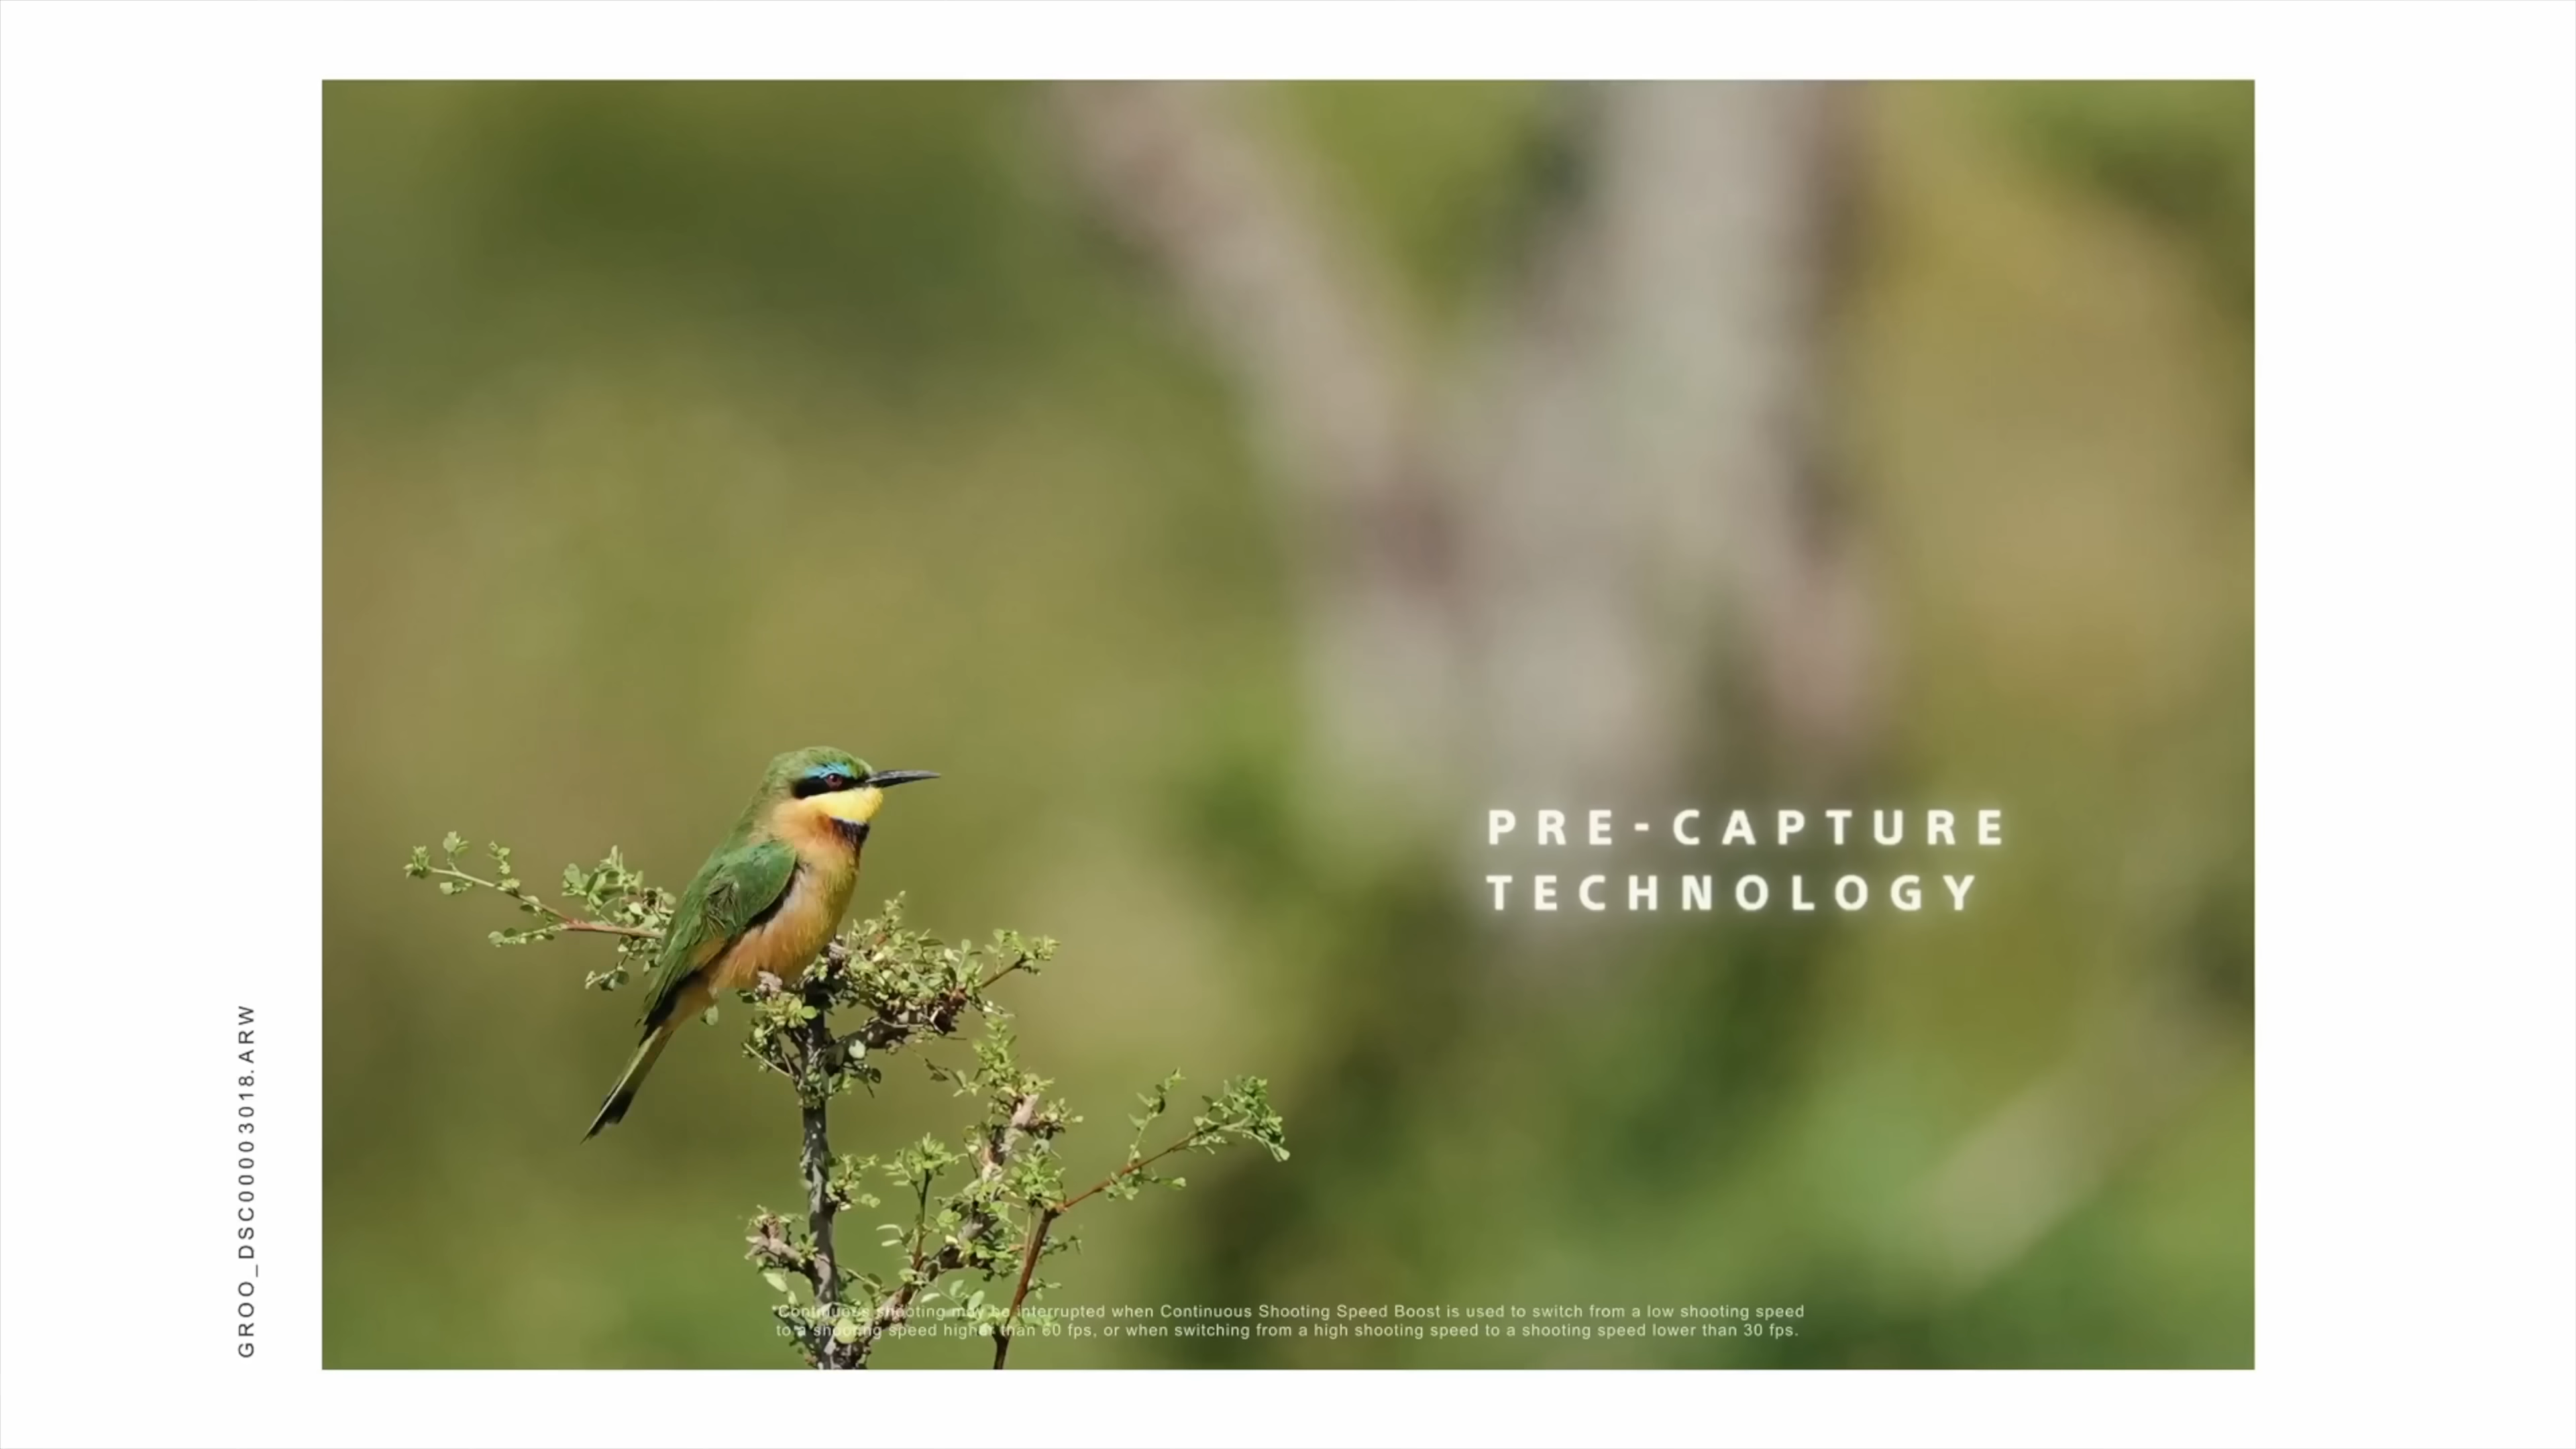 PRE-CAPTURE
TECHNOLOGY
GROO_DSC00003018.ARW
*Continuous shooting may be interrupted when Continuous Shooting Speed Boost is used to switch from a low shooting speed
to a shooting speed higher than 60 fps, or when switching from a high shooting speed to a shooting speed lower than 30 fps.